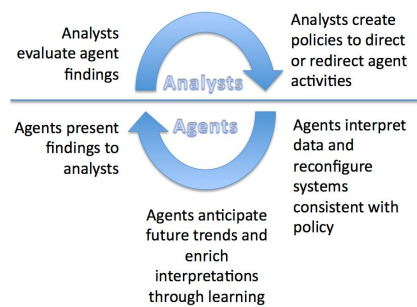 Analysts
evaluate agent
findings
Analysts create
policies to direct
or redirect agent
activities
Analysts
Agents present
findings to
analysts
Agents
Agents interpret
data and
reconfigure
systems
consistent with
policy
Agents anticipate
future trends and
enrich
interpretations
through learning